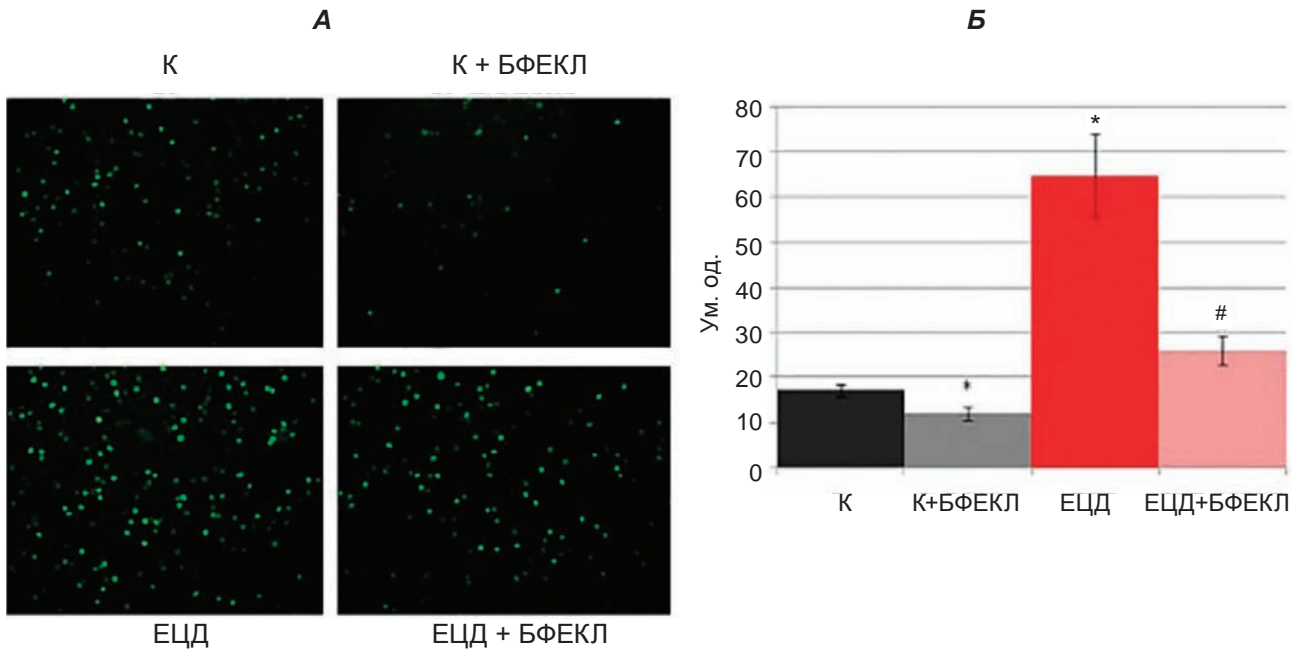 А
Б
К
К + БФЕКЛ
ЕЦД
ЕЦД + БФЕКЛ
Ум. од.
80
70
60
50
40
30
20
10
0
*
*
#
К
К+БФЕКЛ
ЕЦД
ЕЦД+БФЕКЛ